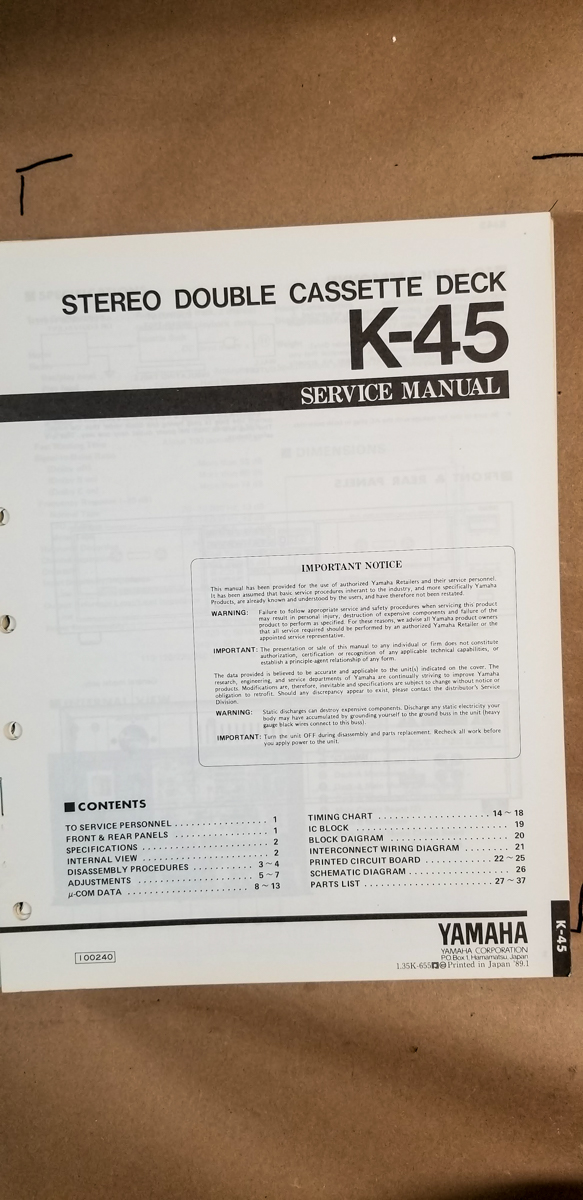 STEREO DOUBLE CASSETTE DECK
K-45
SERVICE MANUAL
IMPORTANT NOTICE
This manual has been provided for the use of authorized Yamaha Retailers and their service personnel.
It has been assumed that basic service procedures inherant to the industry, and more specifically Yamaha
Products, are already known and understood by the users, and have therefore not been restated.
WARNING: Failure to follow appropriate service and safety procedures when servicing this product
may result in personal injury, destruction of expensive components and failure of the
product to perform as specified. For these reasons, we advise all Yamaha product owners
that all service required should be performed by an authorized Yamaha Retailer or the
appointed service representative.
IMPORTANT: The presentation or sale of this manual to any individual or firm does not constitute
authorization, certification or recognition of any applicable technical capabilities, or
establish a principle-agent relationship of any form.
The data provided is believed to be accurate and applicable to the unit(s) indicated on the cover. The
research, engineering, and service departments of Yamaha are continually striving to improve Yamaha
products. Modifications are, therefore, inevitable and specifications are subject to change without notice or
obligation to retrofit. Should any discrepancy appear to exist, please contact the distributor's Service
Division.
WARNING: Static discharges can destroy expensive components. Discharge any static electricity your
body may have accumulated by grounding yourself to the ground buss in the unit (heavy
gauge black wires connect to this buss).
IMPORTANT: Turn the unit OFF during disassembly and parts replacement. Recheck all work before
you apply power to the unit.
■ CONTENTS
TO SERVICE PERSONNEL . . . . . . . . . . . . . . . . 1
FRONT & REAR PANELS . . . . . . . . . . . . . . . . 1
SPECIFICATIONS . . . . . . . . . . . . . . . . . . . . . . 2
INTERNAL VIEW . . . . . . . . . . . . . . . . . . . . . . 2
DISASSEMBLY PROCEDURES . . . . . . . . . . . 3 ~ 4
ADJUSTMENTS . . . . . . . . . . . . . . . . . . . . 5 ~ 7
μ-COM DATA . . . . . . . . . . . . . . . . . . . . . 8 ~ 13
TIMING CHART . . . . . . . . . . . . . . . . . . . . 14 ~ 18
IC BLOCK . . . . . . . . . . . . . . . . . . . . . . . . . . . 19
BLOCK DAIGRAM . . . . . . . . . . . . . . . . . . . . . 20
INTERCONNECT WIRING DIAGRAM . . . . . . . . 21
PRINTED CIRCUIT BOARD . . . . . . . . . . . . 22 ~ 25
SCHEMATIC DIAGRAM . . . . . . . . . . . . . . . . . . 26
PARTS LIST . . . . . . . . . . . . . . . . . . . . . . . 27 ~ 37
100240
YAMAHA
YAMAHA CORPORATION
P.O.Box 1, Hamamatsu, Japan
1.35K-655 Printed in Japan '89.1
K-45